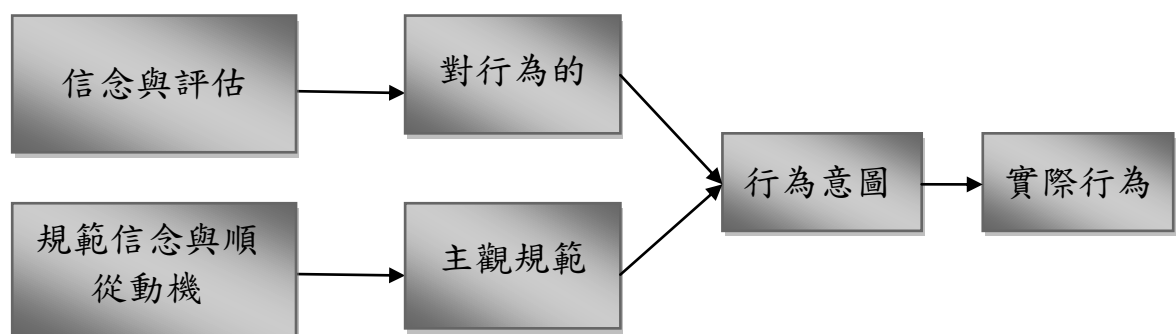 信念與評估
對行為的
行為意圖
實際行為
規範信念與順
從動機
主觀規範